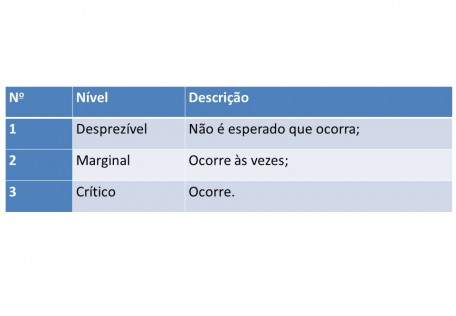 Nº Nível Descrição
1 Desprezível Não é esperado que ocorra;
2 Marginal Ocorre às vezes;
3 Crítico Ocorre.